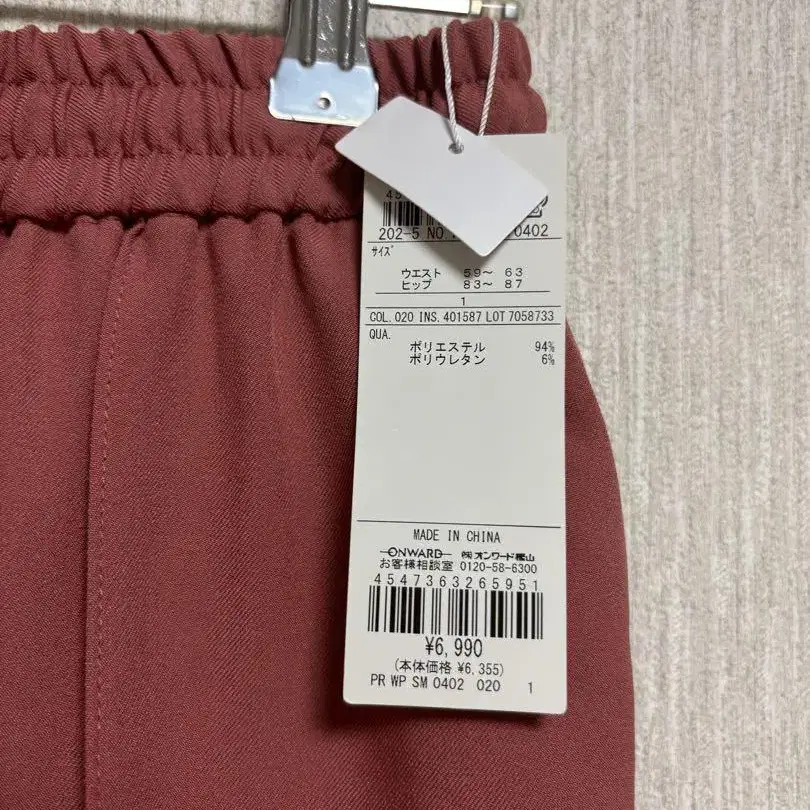 202-5 NO. 0402
サイズ
ウエスト 59～ 63
ヒップ 83～ 87
1
COL. 020 INS. 401587 LOT 7058733
QUA.
ポリエステル 94%
ポリウレタン 6%
MADE IN CHINA
ONWARD ㈱オンワード樫山
お客様相談室 0120-58-6300
4547363265951
¥6,990
(本体価格 ¥6,355)
PR WP SM 0402 020 1